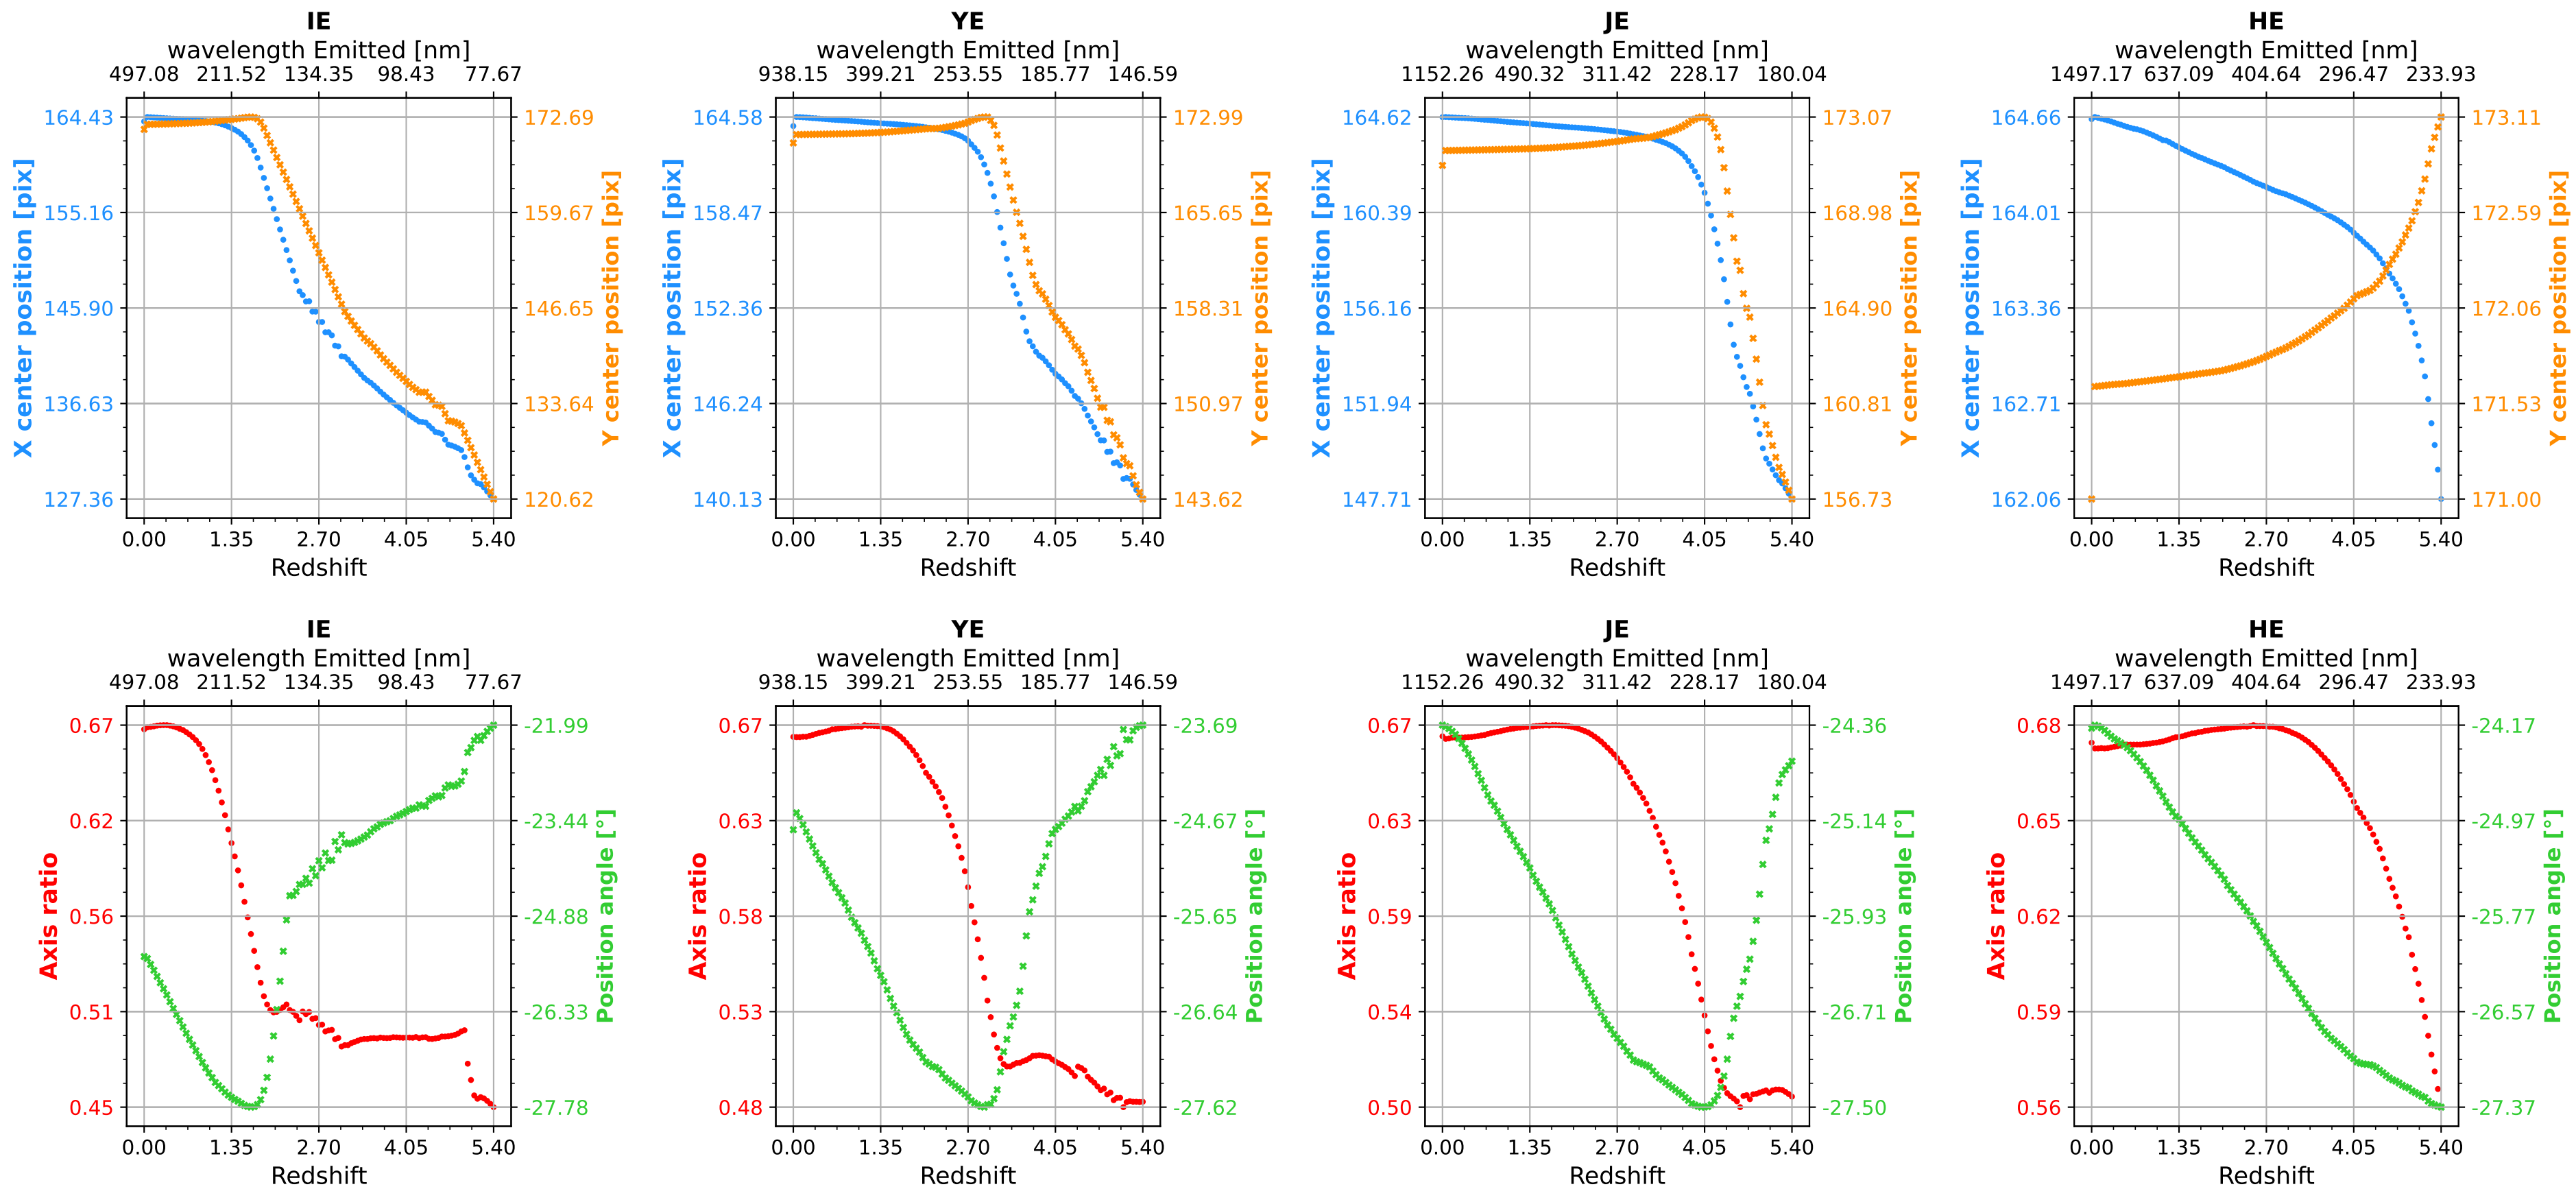 IE
wavelength Emitted [nm]
497.08 211.52 134.35 98.43 77.67
164.43
155.16
145.90
136.63
127.36
X center position [pix]
172.69
159.67
146.65
133.64
120.62
Y center position [pix]
0.00 1.35 2.70 4.05 5.40
Redshift
YE
wavelength Emitted [nm]
938.15 399.21 253.55 185.77 146.59
164.58
158.47
152.36
146.24
140.13
X center position [pix]
172.99
165.65
158.31
150.97
143.62
Y center position [pix]
0.00 1.35 2.70 4.05 5.40
Redshift
JE
wavelength Emitted [nm]
1152.26 490.32 311.42 228.17 180.04
164.62
160.39
156.16
151.94
147.71
X center position [pix]
173.07
168.98
164.90
160.81
156.73
Y center position [pix]
0.00 1.35 2.70 4.05 5.40
Redshift
HE
wavelength Emitted [nm]
1497.17 637.09 404.64 296.47 233.93
164.66
164.01
163.36
162.71
162.06
X center position [pix]
173.11
172.59
172.06
171.53
171.00
Y center position [pix]
0.00 1.35 2.70 4.05 5.40
Redshift
IE
wavelength Emitted [nm]
497.08 211.52 134.35 98.43 77.67
0.67
0.62
0.56
0.51
0.45
Axis ratio
-21.99
-23.44
-24.88
-26.33
-27.78
Position angle [°]
0.00 1.35 2.70 4.05 5.40
Redshift
YE
wavelength Emitted [nm]
938.15 399.21 253.55 185.77 146.59
0.67
0.63
0.58
0.53
0.48
Axis ratio
-23.69
-24.67
-25.65
-26.64
-27.62
Position angle [°]
0.00 1.35 2.70 4.05 5.40
Redshift
JE
wavelength Emitted [nm]
1152.26 490.32 311.42 228.17 180.04
0.67
0.63
0.59
0.54
0.50
Axis ratio
-24.36
-25.14
-25.93
-26.71
-27.50
Position angle [°]
0.00 1.35 2.70 4.05 5.40
Redshift
HE
wavelength Emitted [nm]
1497.17 637.09 404.64 296.47 233.93
0.68
0.65
0.62
0.59
0.56
Axis ratio
-24.17
-24.97
-25.77
-26.57
-27.37
Position angle [°]
0.00 1.35 2.70 4.05 5.40
Redshift